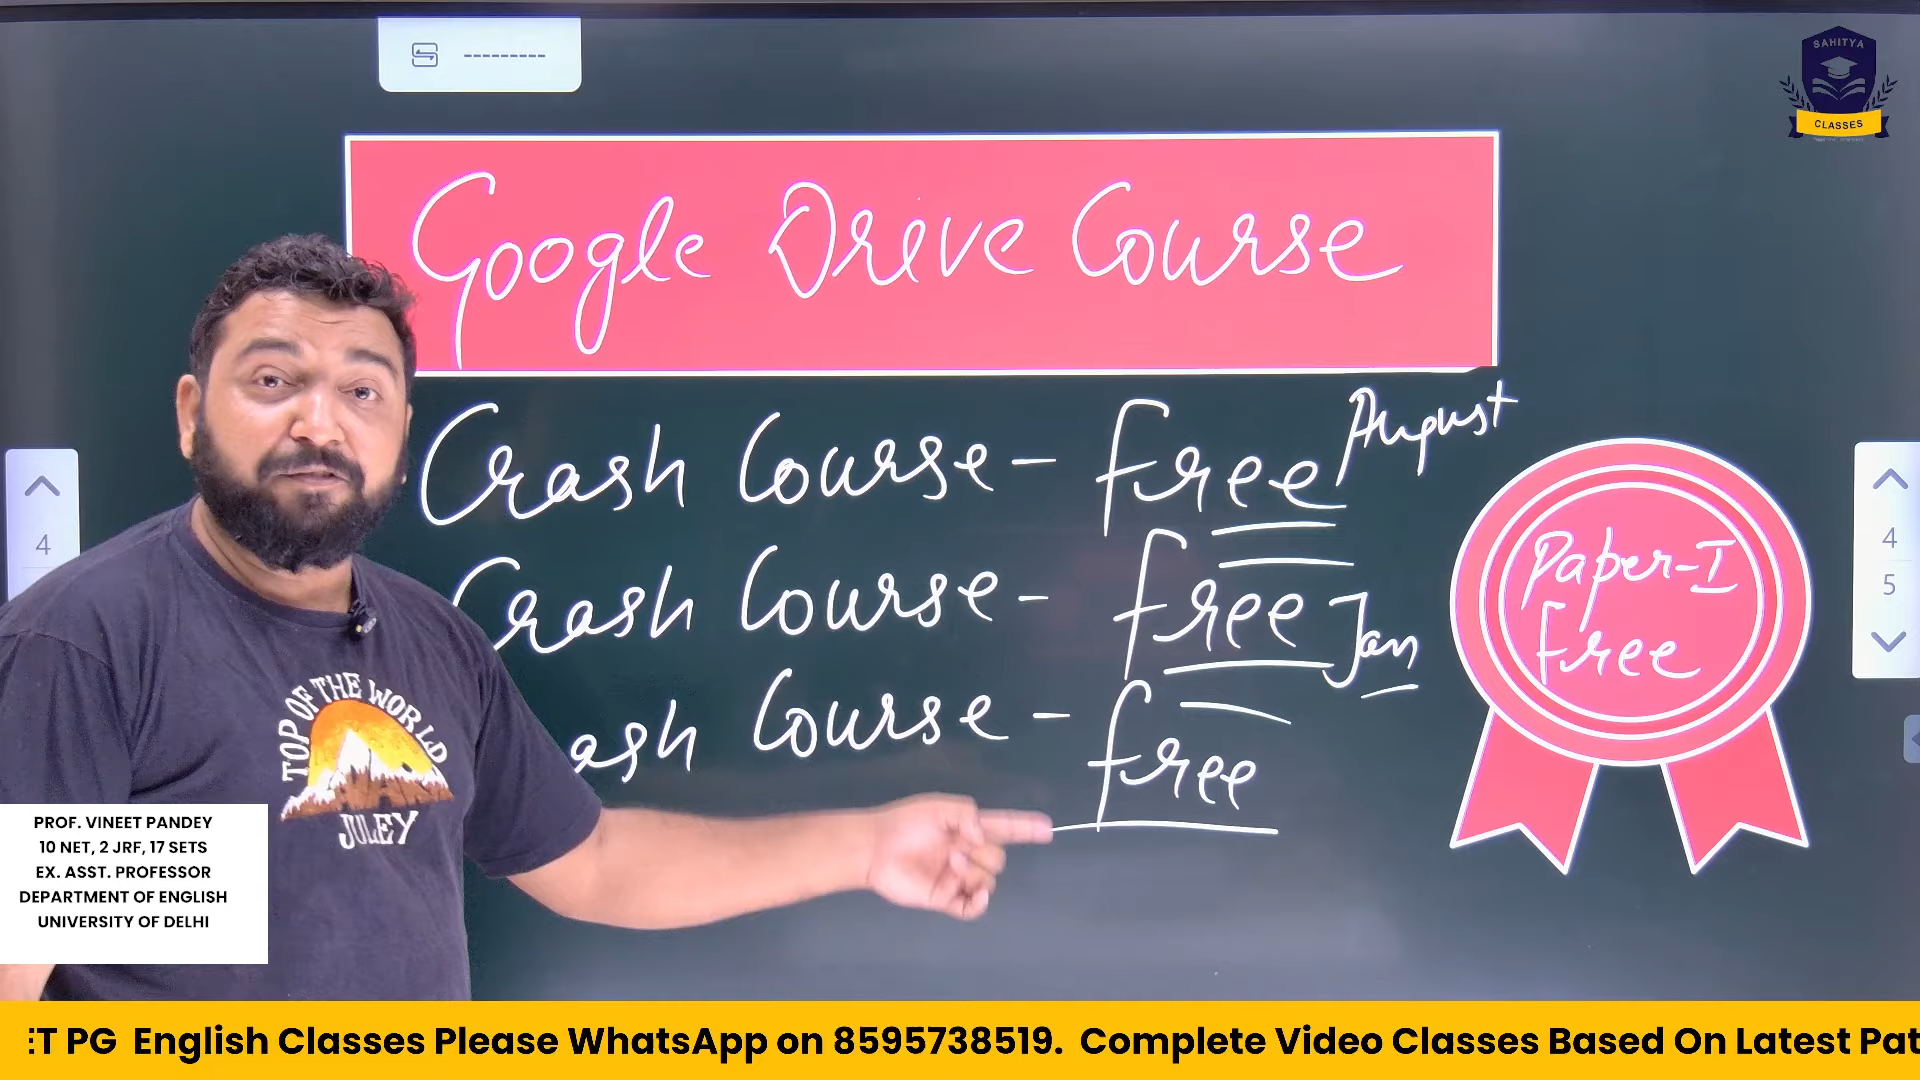 ---------
SAHITYA
CLASSES
Google Drive Course
Crash Course - free August
Crash Course - free Jan
ash Course - free
Paper-I
free
4
4
5
TOP OF THE WORLD
JULEY
PROF. VINEET PANDEY
10 NET, 2 JRF, 17 SETS
EX. ASST. PROFESSOR
DEPARTMENT OF ENGLISH
UNIVERSITY OF DELHI
ET PG English Classes Please WhatsApp on 8595738519. Complete Video Classes Based On Latest Pat